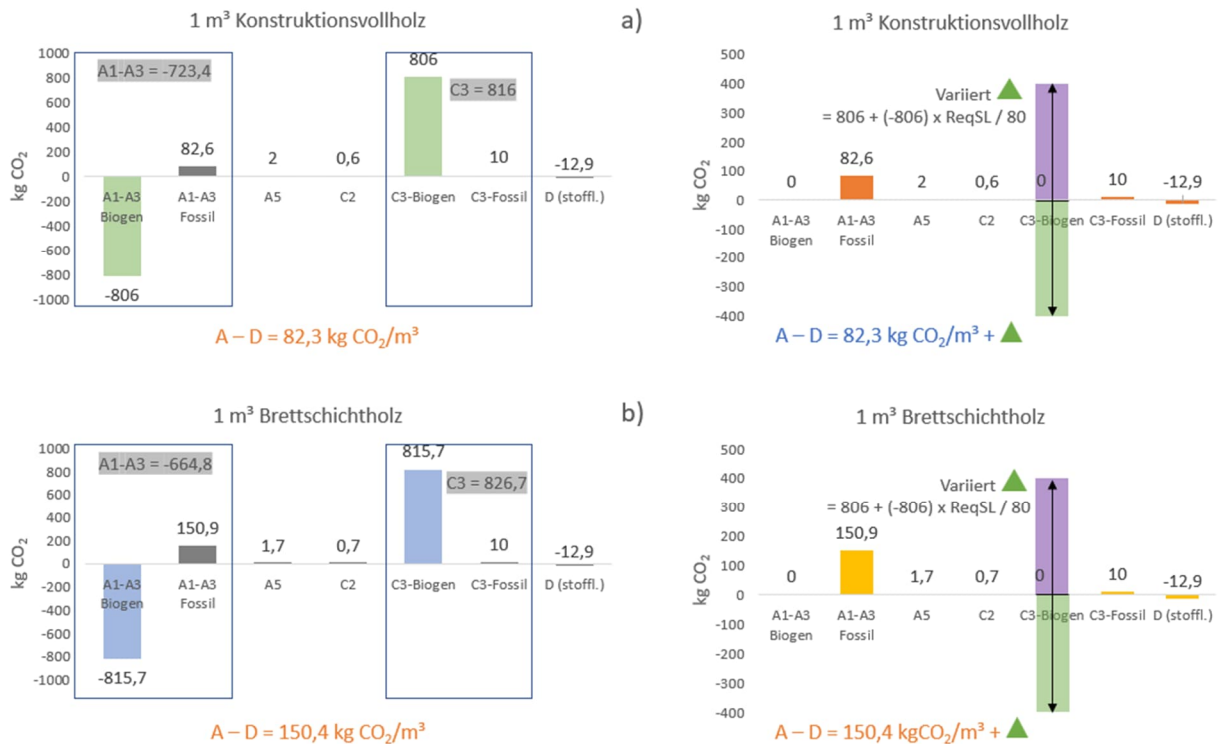 1 m³ Konstruktionsvollholz
a)
1 m³ Konstruktionsvollholz
kg CO₂
1000
800
600
400
200
0
-200
-400
-600
-800
-1000
A1-A3 = -723,4
C3 = 816
-806
82,6
2
0,6
806
10
-12,9
A1-A3
Biogen
A1-A3
Fossil
A5
C2
C3-Biogen
C3-Fossil
D (stoffl.)
A – D = 82,3 kg CO₂/m³
kg CO₂
500
400
300
200
100
0
-100
-200
-300
-400
Variiert
= 806 + (-806) x ReqSL / 80
0
82,6
2
0,6
0
10
-12,9
A1-A3
Biogen
A1-A3
Fossil
A5
C2
C3-Biogen
C3-Fossil
D (stoffl.)
A – D = 82,3 kg CO₂/m³ +
1 m³ Brettschichtholz
b)
1 m³ Brettschichtholz
kg CO₂
1000
800
600
400
200
0
-200
-400
-600
-800
-1000
A1-A3 = -664,8
C3 = 826,7
-815,7
150,9
1,7
0,7
815,7
10
-12,9
A1-A3
Biogen
A1-A3
Fossil
A5
C2
C3-Biogen
C3-Fossil
D (stoffl.)
A – D = 150,4 kg CO₂/m³
kg CO₂
500
400
300
200
100
0
-100
-200
-300
-400
Variiert
= 806 + (-806) x ReqSL / 80
0
150,9
1,7
0,7
0
10
-12,9
A1-A3
Biogen
A1-A3
Fossil
A5
C2
C3-Biogen
C3-Fossil
D (stoffl.)
A – D = 150,4 kgCO₂/m³ +